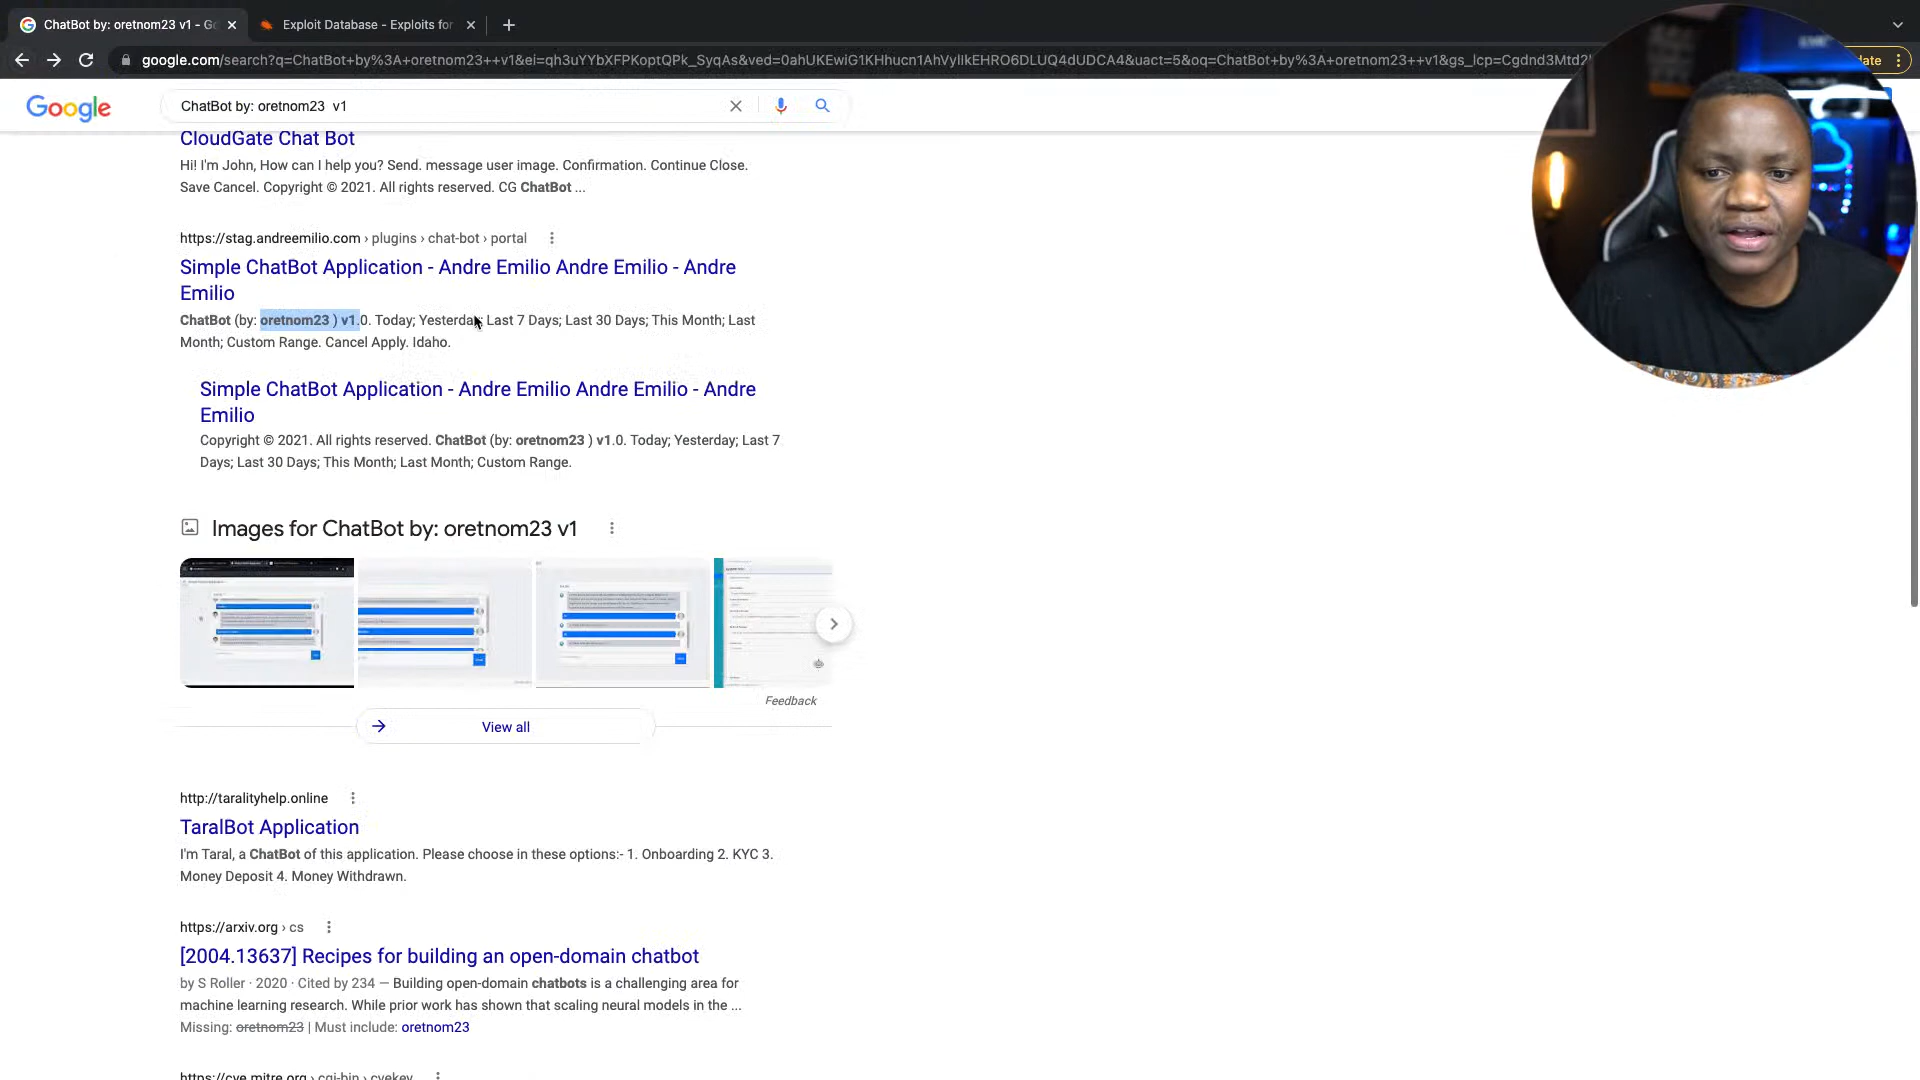 ChatBot by: oretnom23 v1 - Go
Exploit Database - Exploits for
google.com/search?q=ChatBot+by%3A+oretnom23++v1&ei=qh3uYYbXFPKoptQPk_SyqAs&ved=0ahUKEwiG1KHhucn1AhVylIkEHRO6DLUQ4dUDCA4&uact=5&oq=ChatBot+by%3A+oretnom23++v1&gs_lcp=Cgdnd3Mtd2
Google
ChatBot by: oretnom23  v1
CloudGate Chat Bot
Hi! I'm John, How can I help you? Send. message user image. Confirmation. Continue Close.
Save Cancel. Copyright © 2021. All rights reserved. CG ChatBot ...
https://stag.andreemilio.com › plugins › chat-bot › portal
Simple ChatBot Application - Andre Emilio Andre Emilio - Andre
Emilio
ChatBot (by: oretnom23 ) v1.0. Today; Yesterday; Last 7 Days; Last 30 Days; This Month; Last
Month; Custom Range. Cancel Apply. Idaho.
Simple ChatBot Application - Andre Emilio Andre Emilio - Andre
Emilio
Copyright © 2021. All rights reserved. ChatBot (by: oretnom23 ) v1.0. Today; Yesterday; Last 7
Days; Last 30 Days; This Month; Last Month; Custom Range.
Images for ChatBot by: oretnom23 v1
Feedback
View all
http://taralityhelp.online
TaralBot Application
I'm Taral, a ChatBot of this application. Please choose in these options:- 1. Onboarding 2. KYC 3.
Money Deposit 4. Money Withdrawn.
https://arxiv.org › cs
[2004.13637] Recipes for building an open-domain chatbot
by S Roller · 2020 · Cited by 234 — Building open-domain chatbots is a challenging area for
machine learning research. While prior work has shown that scaling neural models in the ...
Missing: oretnom23 | Must include: oretnom23
https://cve.mitre.org › cgi-bin › cvekey